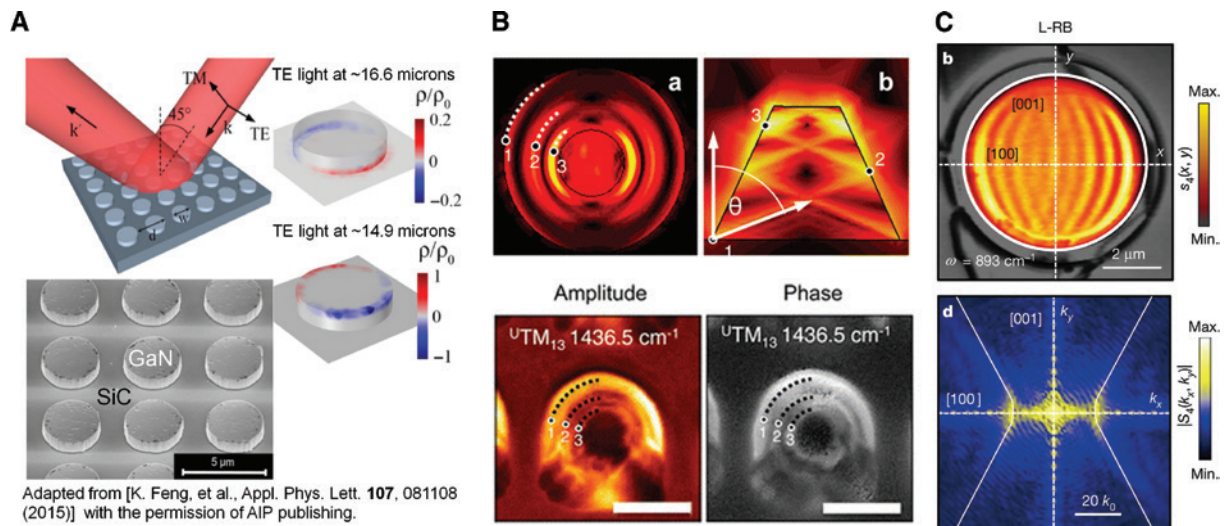 A
TM
45°
k
k'
TE
d
w
TE light at ~16.6 microns
ρ/ρ₀
0.2
0
−0.2
TE light at ~14.9 microns
ρ/ρ₀
1
0
−1
GaN
SiC
5 μm
Adapted from [K. Feng, et al., Appl. Phys. Lett. 107, 081108
(2015)] with the permission of AIP publishing.
B
a
1
2
3
b
3
2
θ
1
Amplitude
ᵁTM₁₃ 1436.5 cm⁻¹
1
2
3
Phase
ᵁTM₁₃ 1436.5 cm⁻¹
1
2
3
C
L-RB
b
y
[001]
[100]
x
ω = 893 cm⁻¹
2 μm
Max.
s₄(x, y)
Min.
d
[001]
k_y
[100]
k_x
20 k₀
Max.
|S₄(k_x, k_y)|
Min.